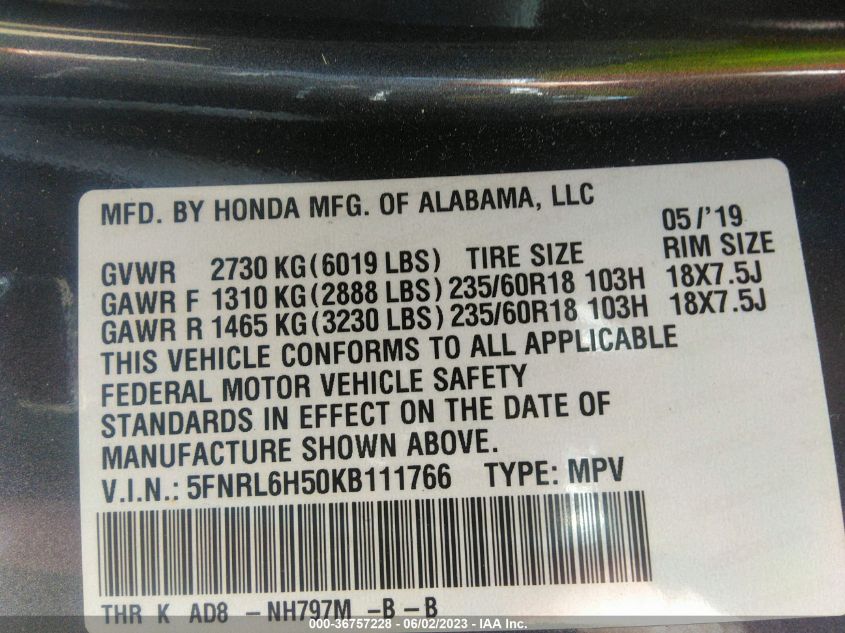 MFD. BY HONDA MFG. OF ALABAMA, LLC 05/'19
GVWR 2730 KG (6019 LBS) TIRE SIZE RIM SIZE
GAWR F 1310 KG (2888 LBS) 235/60R18 103H 18X7.5J
GAWR R 1465 KG (3230 LBS) 235/60R18 103H 18X7.5J
THIS VEHICLE CONFORMS TO ALL APPLICABLE
FEDERAL MOTOR VEHICLE SAFETY
STANDARDS IN EFFECT ON THE DATE OF
MANUFACTURE SHOWN ABOVE.
V.I.N.: 5FNRL6H50KB111766 TYPE: MPV
THR K AD8 -NH797M -B -B
000-36757228 - 06/02/2023 - IAA Inc.